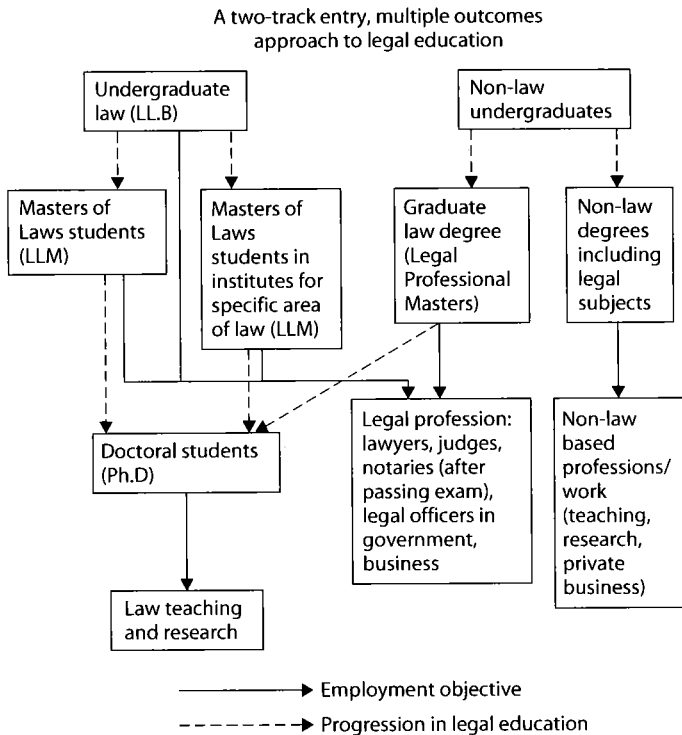 A two-track entry, multiple outcomes
approach to legal education
Undergraduate
law (LL.B)
Non-law
undergraduates
Masters of
Laws students
(LLM)
Masters of
Laws
students in
institutes for
specific area
of law (LLM)
Graduate
law degree
(Legal
Professional
Masters)
Non-law
degrees
including
legal
subjects
Doctoral students
(Ph.D)
Legal profession:
lawyers, judges,
notaries (after
passing exam),
legal officers in
government,
business
Non-law
based
professions/
work
(teaching,
research,
private
business)
Law teaching
and research
Employment objective
Progression in legal education